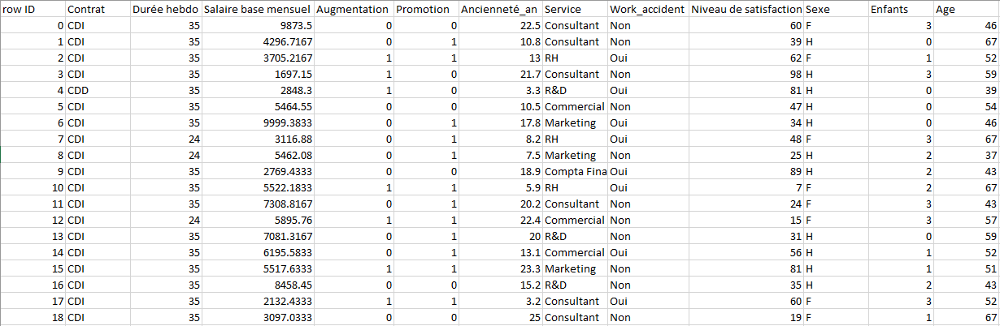 row ID Contrat Durée hebdo Salaire base mensuel Augmentation Promotion Ancienneté_an Service Work_accident Niveau de satisfaction Sexe Enfants Age
0 CDI 35 9873.5 0 0 22.5 Consultant Non 60 F 3 46
1 CDI 35 4296.7167 0 1 10.8 Consultant Non 39 H 0 67
2 CDI 35 3705.2167 1 1 13 RH Oui 62 F 1 52
3 CDI 35 1697.15 1 0 21.7 Consultant Non 98 H 3 59
4 CDD 35 2848.3 1 0 3.3 R&D Oui 81 H 0 39
5 CDI 35 5464.55 0 0 10.5 Commercial Non 47 H 0 54
6 CDI 35 9999.3833 0 1 17.8 Marketing Oui 34 H 0 46
7 CDI 24 3116.88 0 1 8.2 RH Oui 48 F 3 67
8 CDI 24 5462.08 0 1 7.5 Marketing Non 25 H 2 37
9 CDI 35 2769.4333 0 0 18.9 Compta Fina Oui 89 H 2 43
10 CDI 35 5522.1833 1 1 5.9 RH Oui 7 F 2 67
11 CDI 35 7308.8167 0 1 20.2 Consultant Non 24 F 3 43
12 CDI 24 5895.76 1 1 22.4 Commercial Non 15 F 3 57
13 CDI 35 7081.3167 0 1 20 R&D Non 31 H 0 59
14 CDI 35 6195.5833 0 1 13.1 Commercial Oui 56 H 1 52
15 CDI 35 5517.6333 1 1 23.3 Marketing Non 81 H 1 51
16 CDI 35 8458.45 0 0 15.2 R&D Non 35 H 2 43
17 CDI 35 2132.4333 1 1 3.2 Consultant Oui 60 F 3 52
18 CDI 35 3097.0333 0 0 25 Consultant Non 19 F 1 67